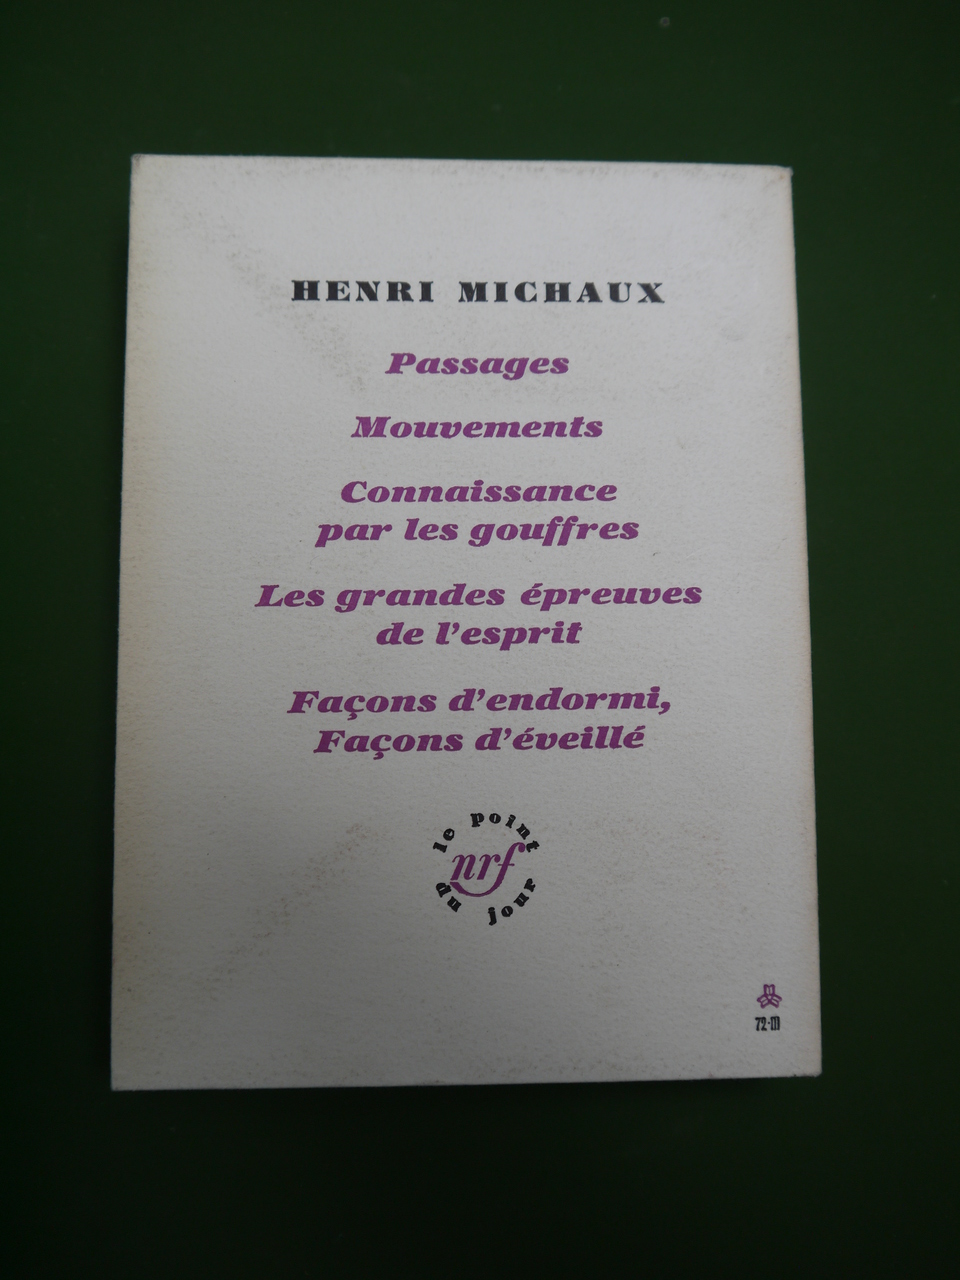 HENRI MICHAUX
Passages
Mouvements
Connaissance
par les gouffres
Les grandes épreuves
de l'esprit
Façons d'endormi,
Façons d'éveillé
le point
du jour
nrf
72-III